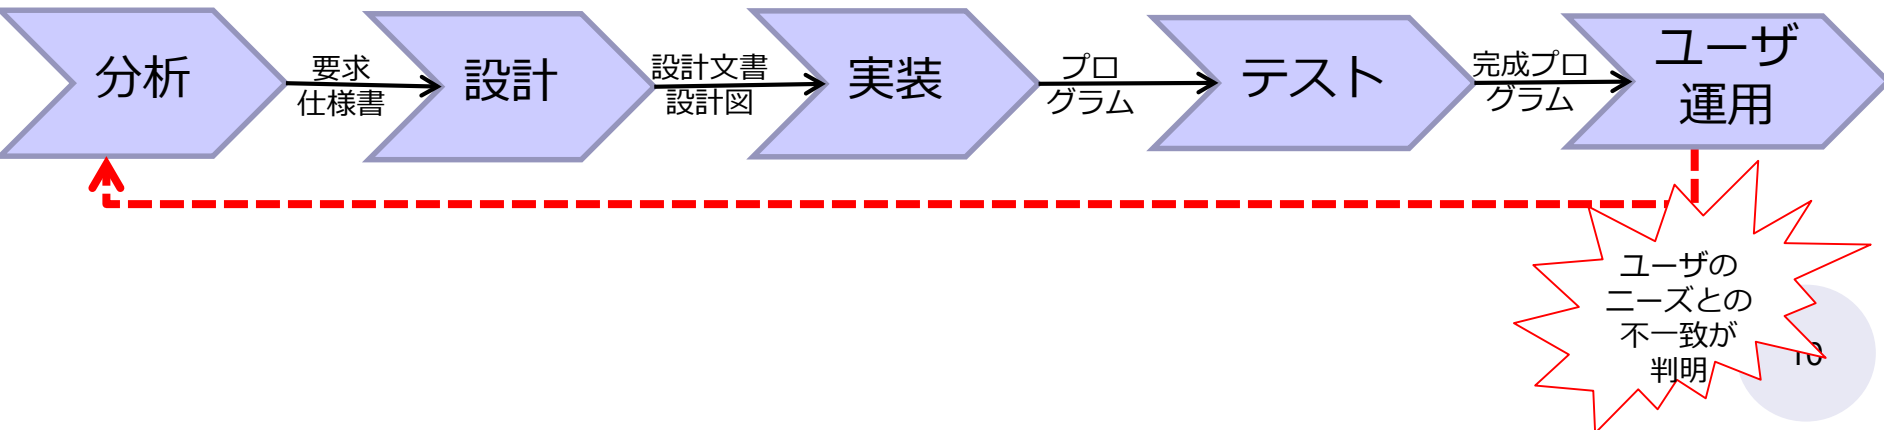 分析
要求
仕様書
設計
設計文書
設計図
実装
プロ
グラム
テスト
完成プロ
グラム
ユーザ
運用
ユーザの
ニーズとの
不一致が
判明
10